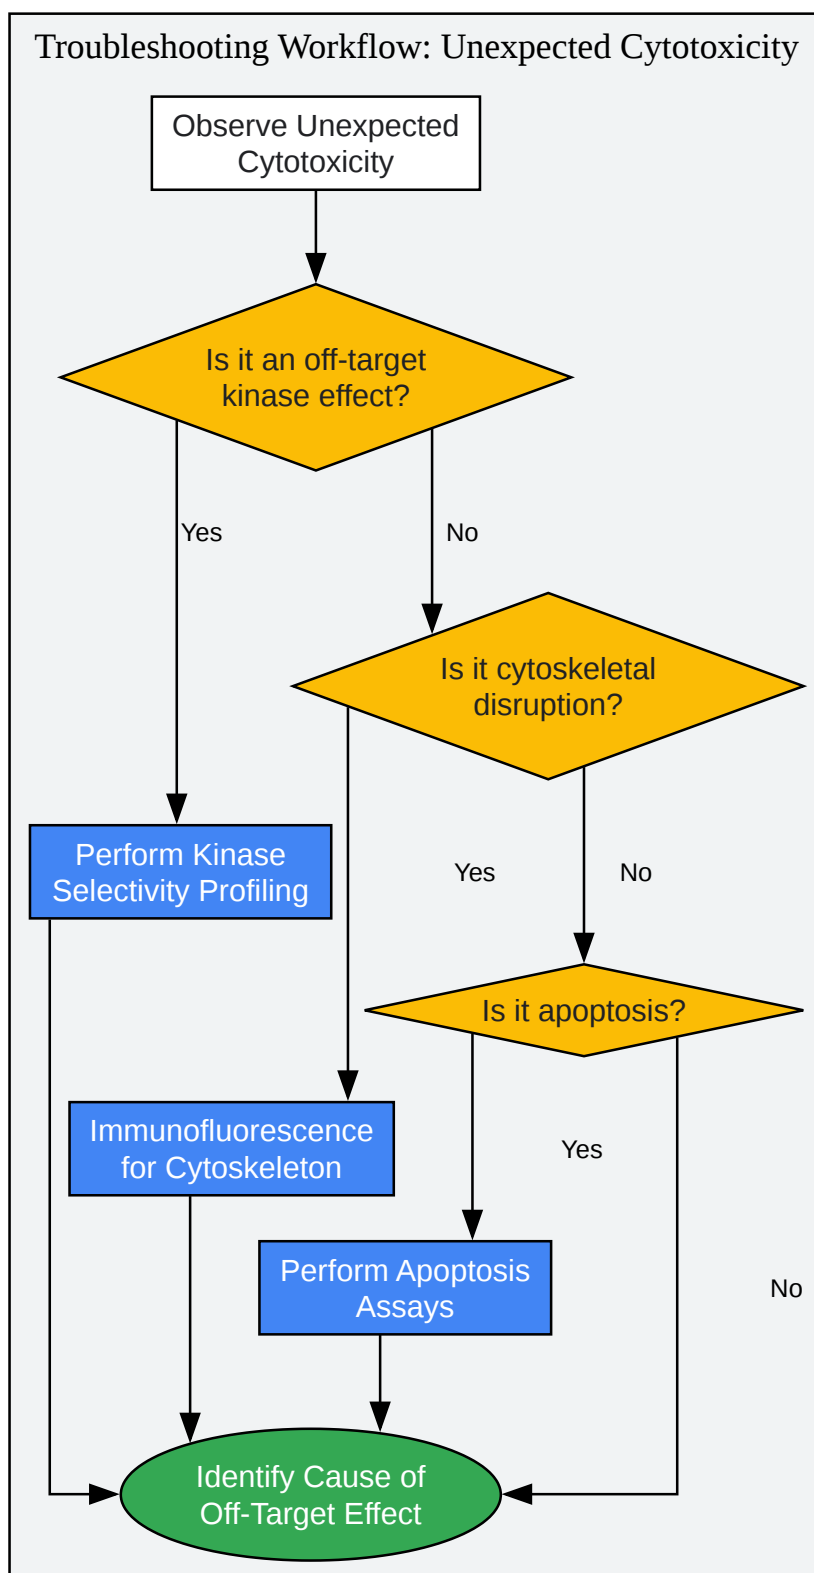 Troubleshooting Workflow: Unexpected Cytotoxicity
Observe Unexpected
Cytotoxicity
Is it an off-target
kinase effect?
Yes
No
Is it cytoskeletal
disruption?
Perform Kinase
Selectivity Profiling
Yes
No
Is it apoptosis?
Immunofluorescence
for Cytoskeleton
Yes
Perform Apoptosis
Assays
No
Identify Cause of
Off-Target Effect